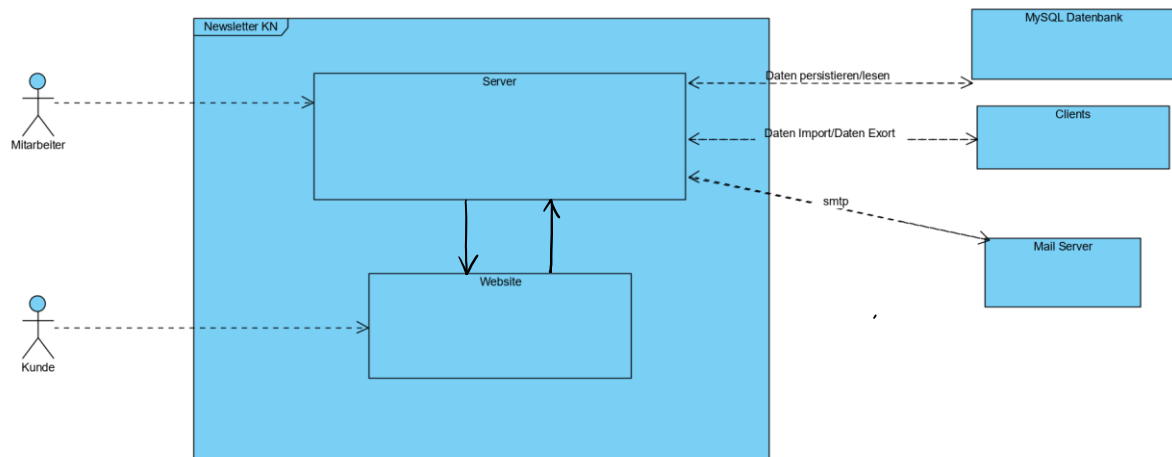 Newsletter KN
MySQL Datenbank
Server
Daten persistieren/lesen
Clients
Daten Import/Daten Exort
Mitarbeiter
smtp
Mail Server
Website
Kunde